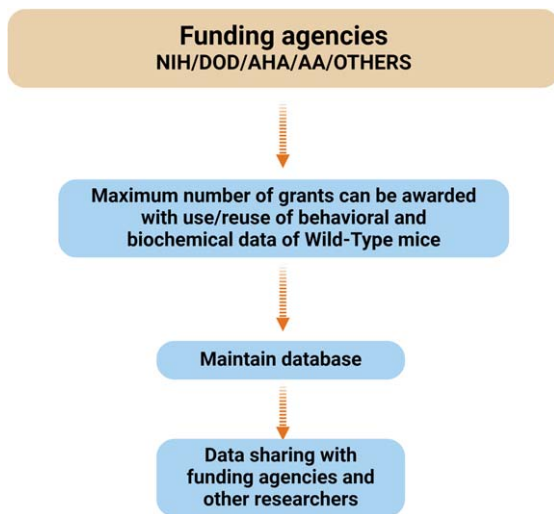 Funding agencies
NIH/DOD/AHA/AA/OTHERS
Maximum number of grants can be awarded
with use/reuse of behavioral and
biochemical data of Wild-Type mice
Maintain database
Data sharing with
funding agencies and
other researchers